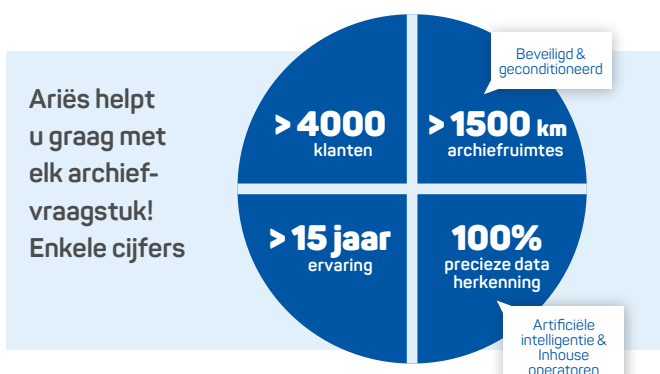 Ariës helpt
u graag met
elk archief-
vraagstuk!
Enkele cijfers
> 4000
klanten
Beveiligd &
geconditioneerd
> 1500 km
archiefruimtes
> 15 jaar
ervaring
100%
precieze data
herkenning
Artificiële
intelligentie &
Inhouse
operatoren